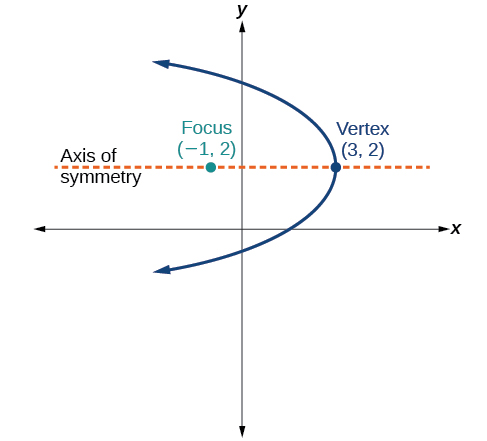 y
Focus
(−1, 2)
Vertex
(3, 2)
Axis of
symmetry
x